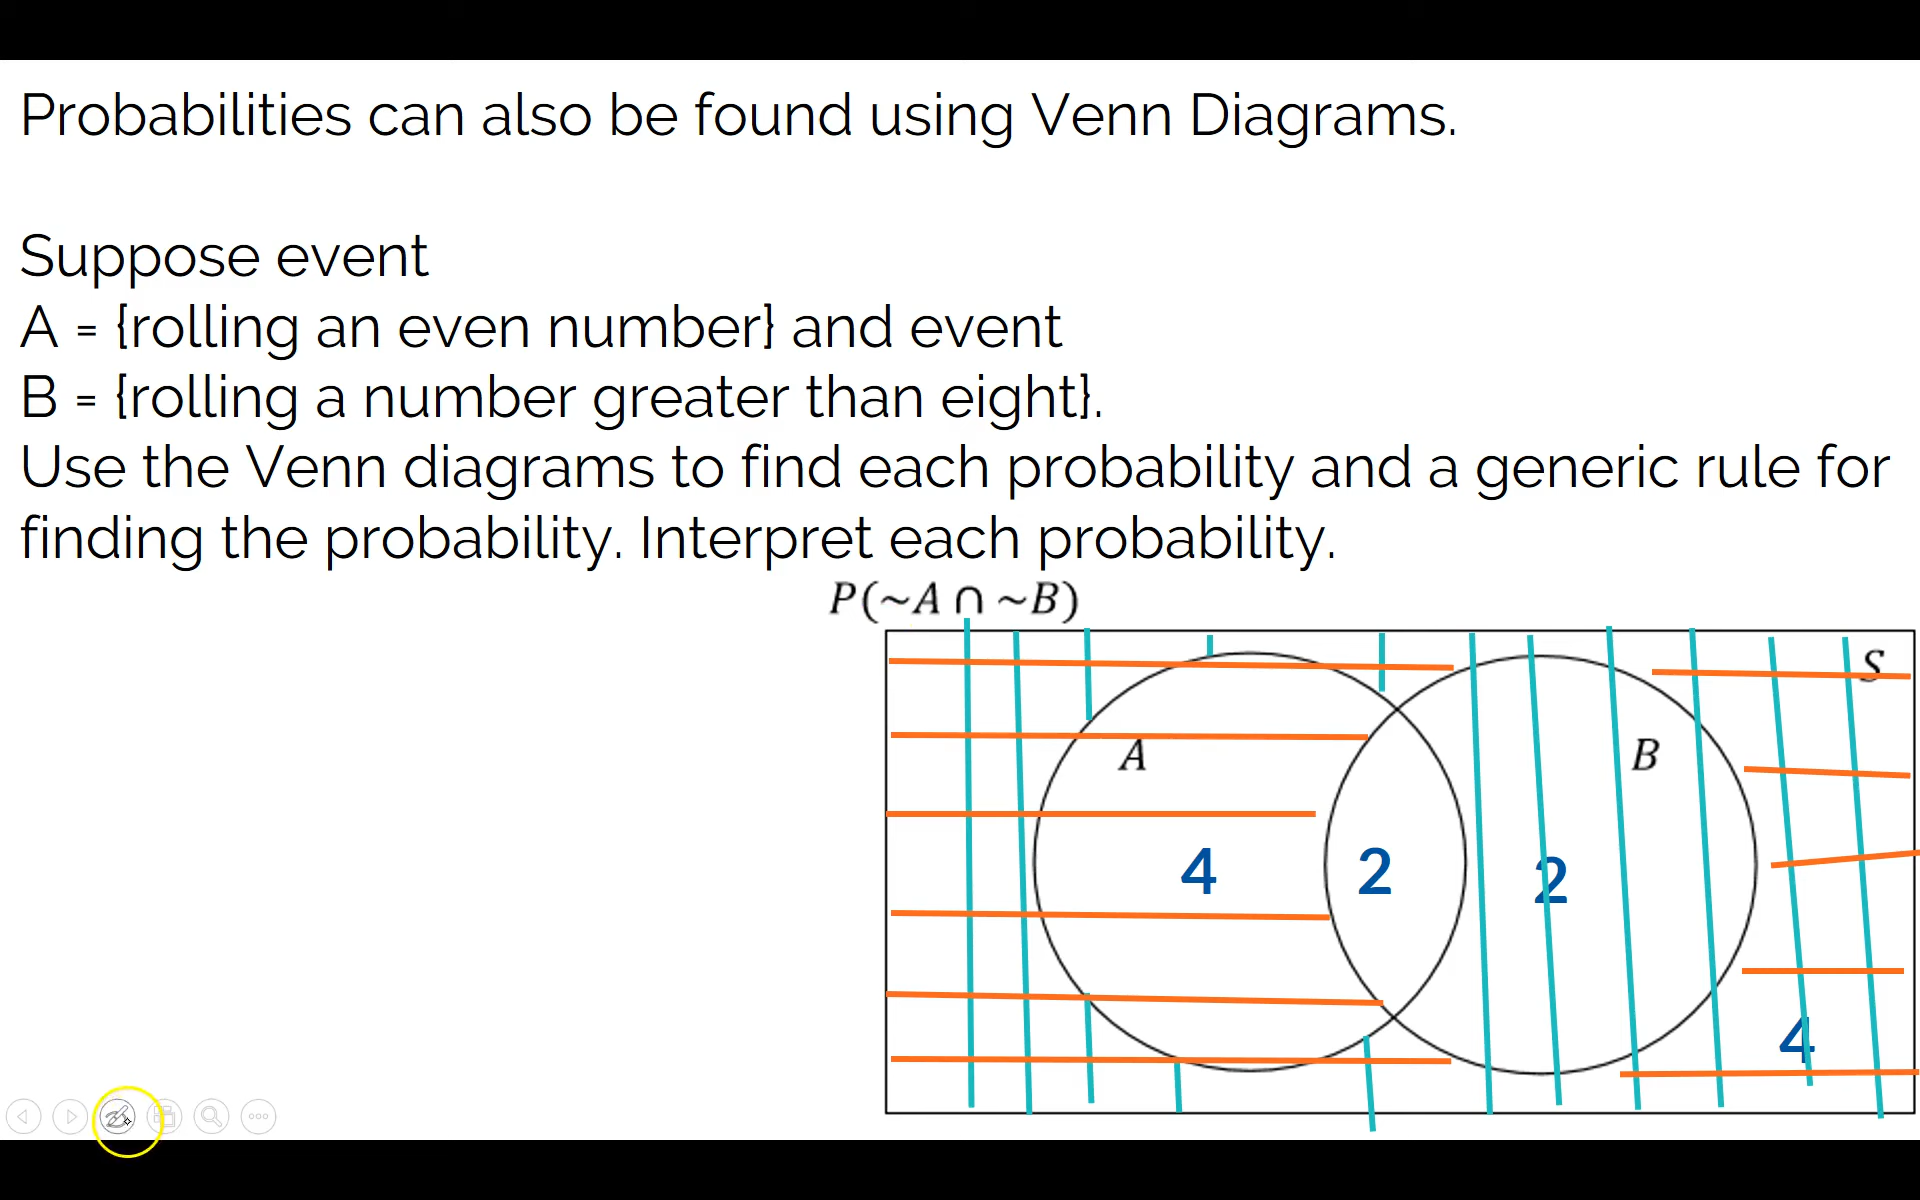 Probabilities can also be found using Venn Diagrams.
Suppose event
A = {rolling an even number} and event
B = {rolling a number greater than eight}.
Use the Venn diagrams to find each probability and a generic rule for
finding the probability. Interpret each probability.
P(~A ∩ ~B)
S
A B
4 2 2
4